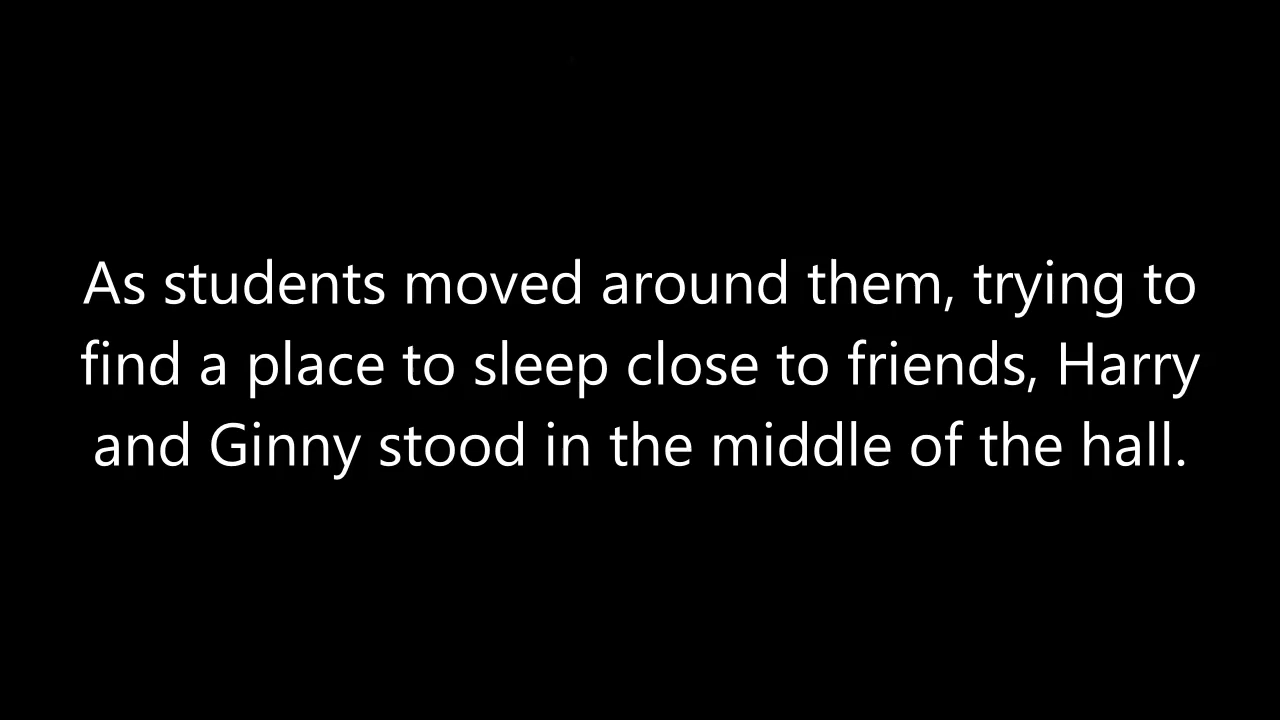 As students moved around them, trying to
find a place to sleep close to friends, Harry
and Ginny stood in the middle of the hall.